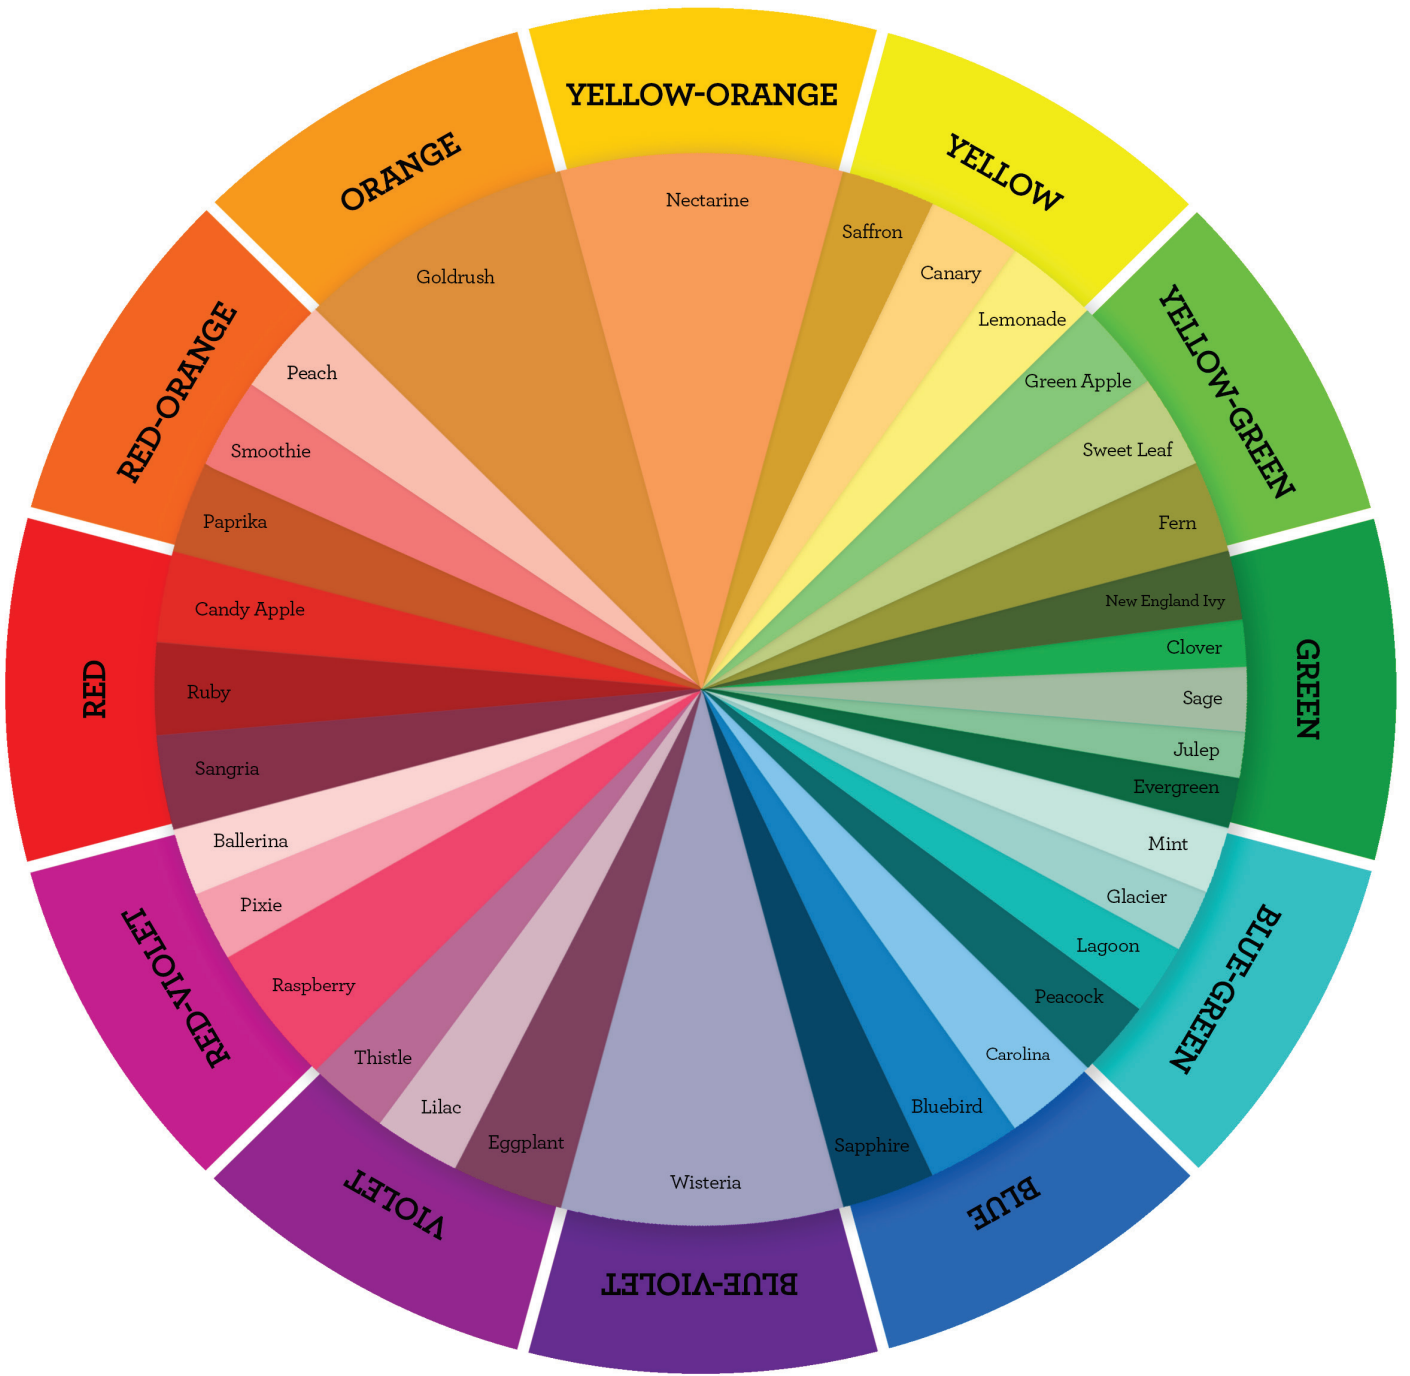 YELLOW-ORANGE
YELLOW
YELLOW-GREEN
GREEN
BLUE-GREEN
BLUE
BLUE-VIOLET
VIOLET
RED-VIOLET
RED
RED-ORANGE
ORANGE
Nectarine
Saffron
Canary
Lemonade
Green Apple
Sweet Leaf
Fern
New England Ivy
Clover
Sage
Julep
Evergreen
Mint
Glacier
Lagoon
Peacock
Carolina
Bluebird
Sapphire
Wisteria
Eggplant
Lilac
Thistle
Raspberry
Pixie
Ballerina
Sangria
Ruby
Candy Apple
Paprika
Smoothie
Peach
Goldrush